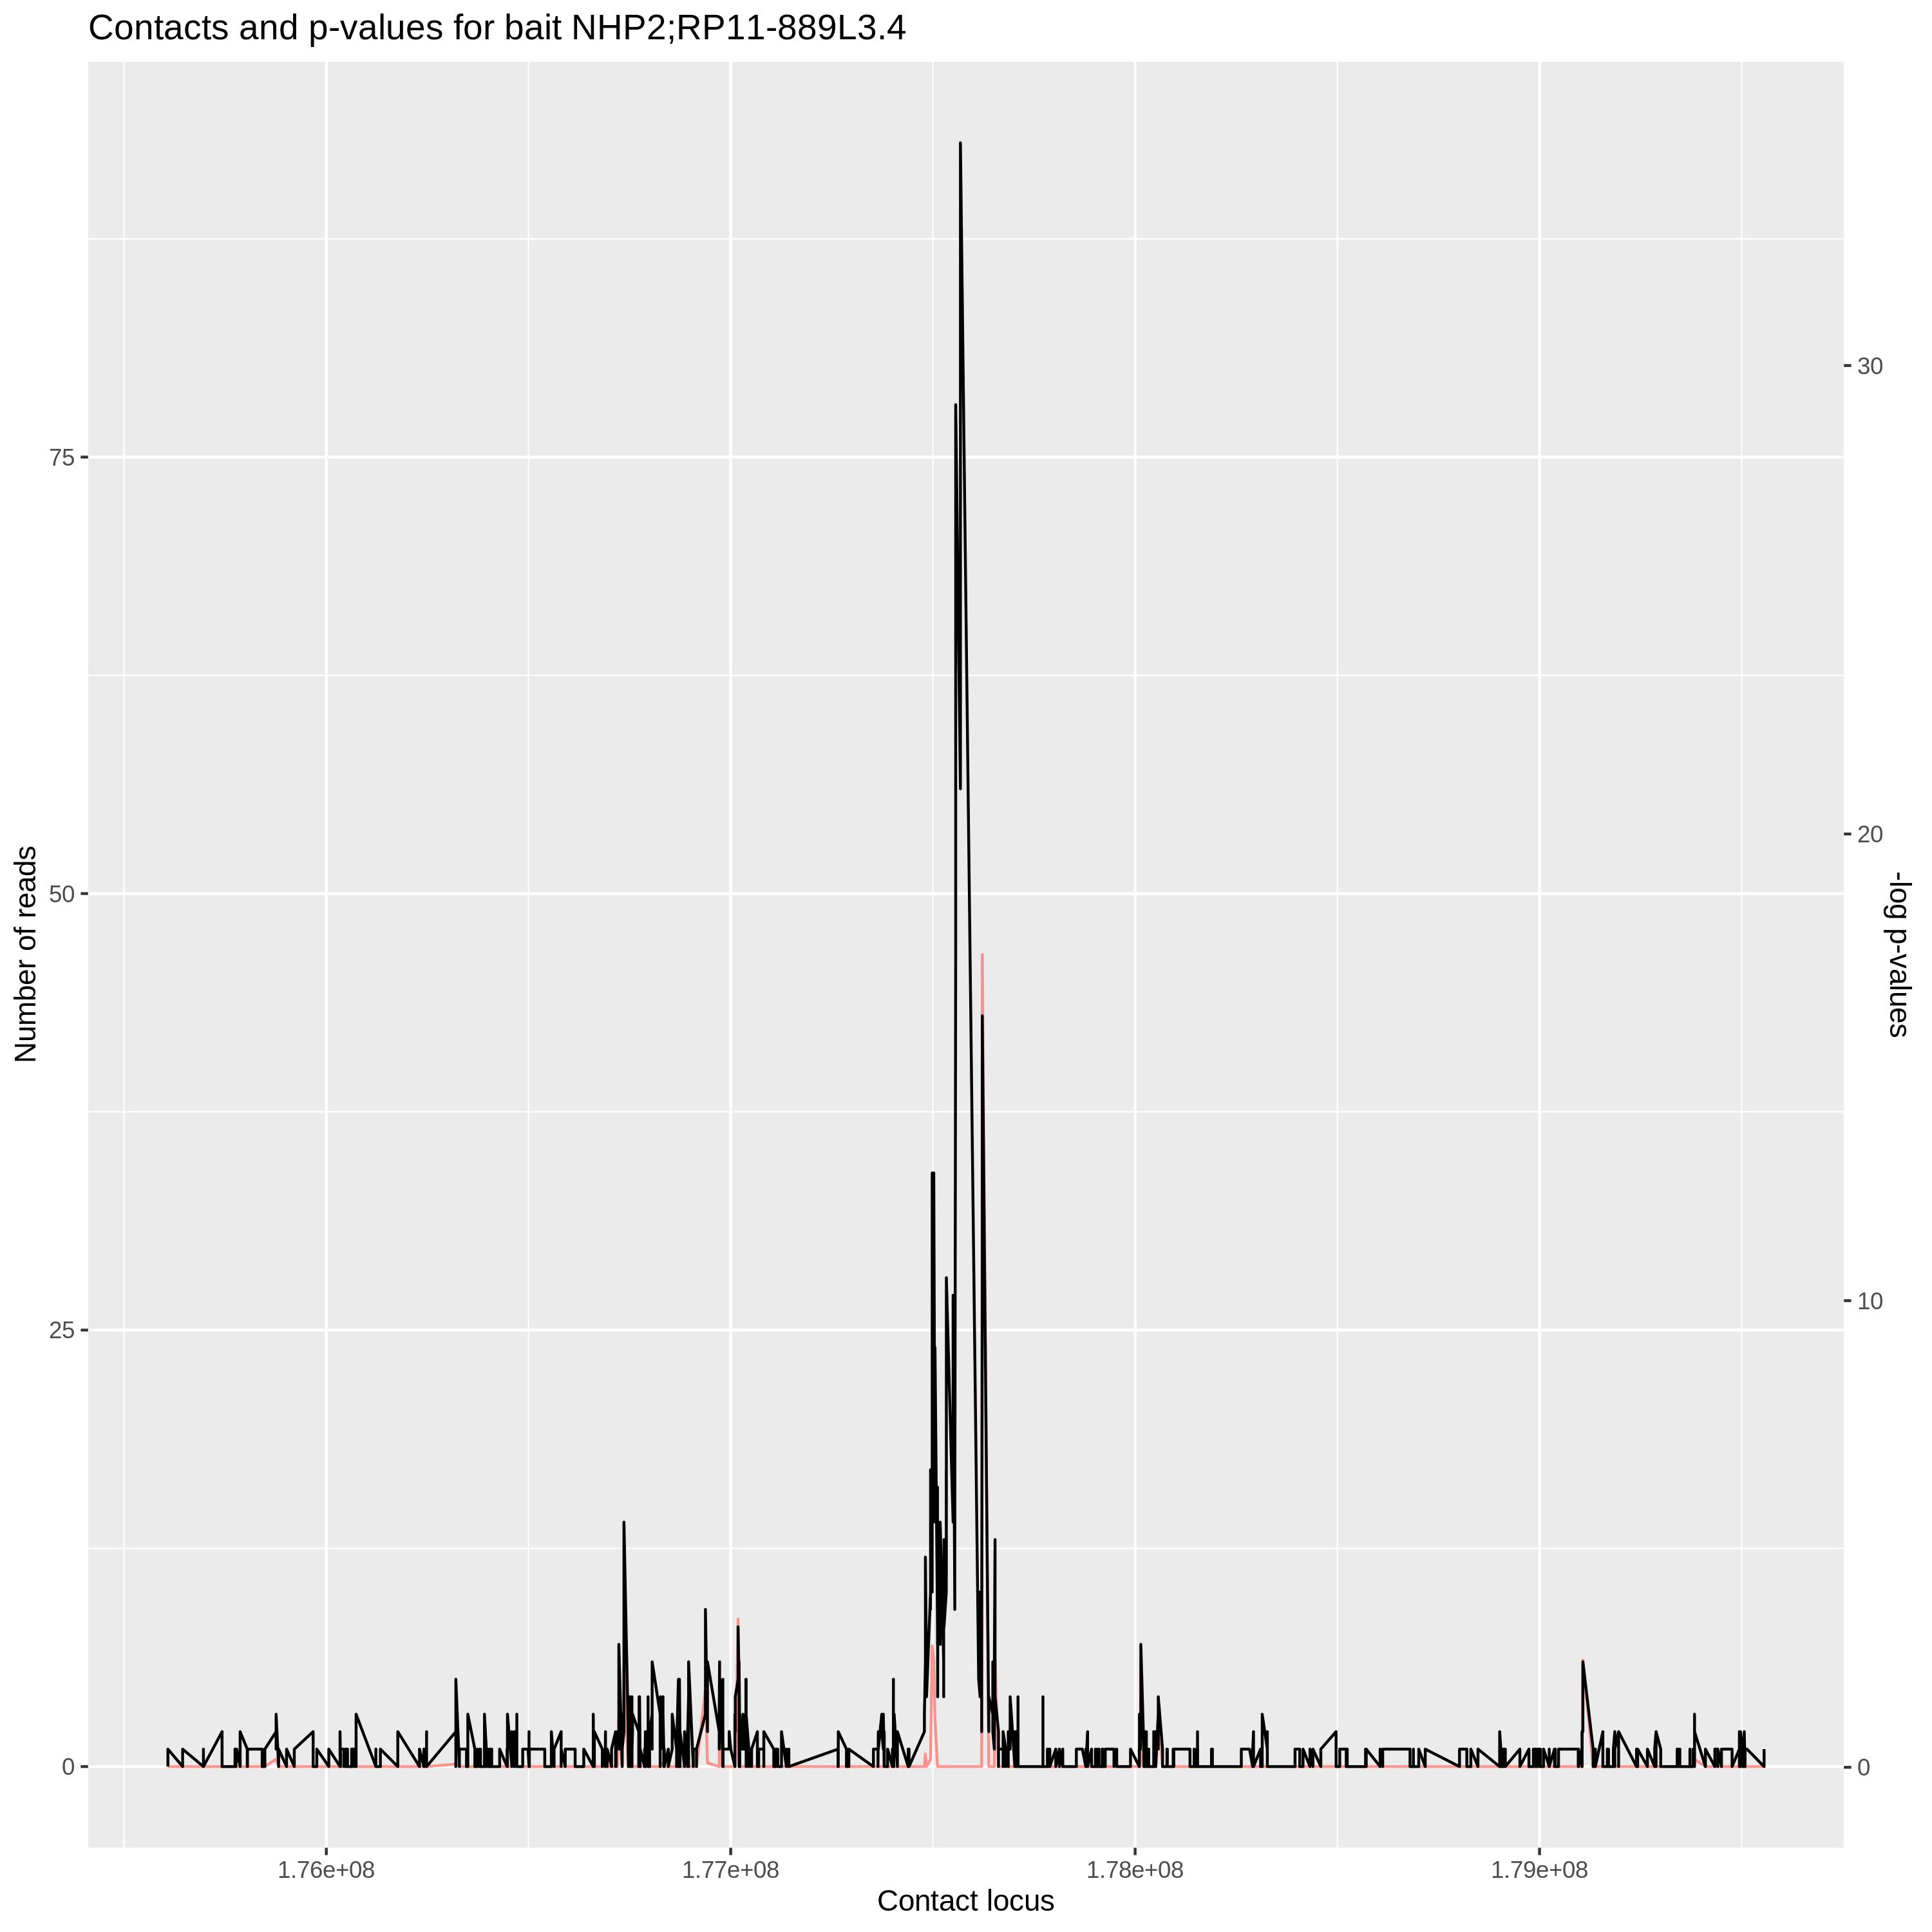 Contacts and p-values for bait NHP2;RP11-889L3.4
Number of reads
75
50
25
0
30
20
10
0
-log p-values
1.76e+08 1.77e+08 1.78e+08 1.79e+08
Contact locus